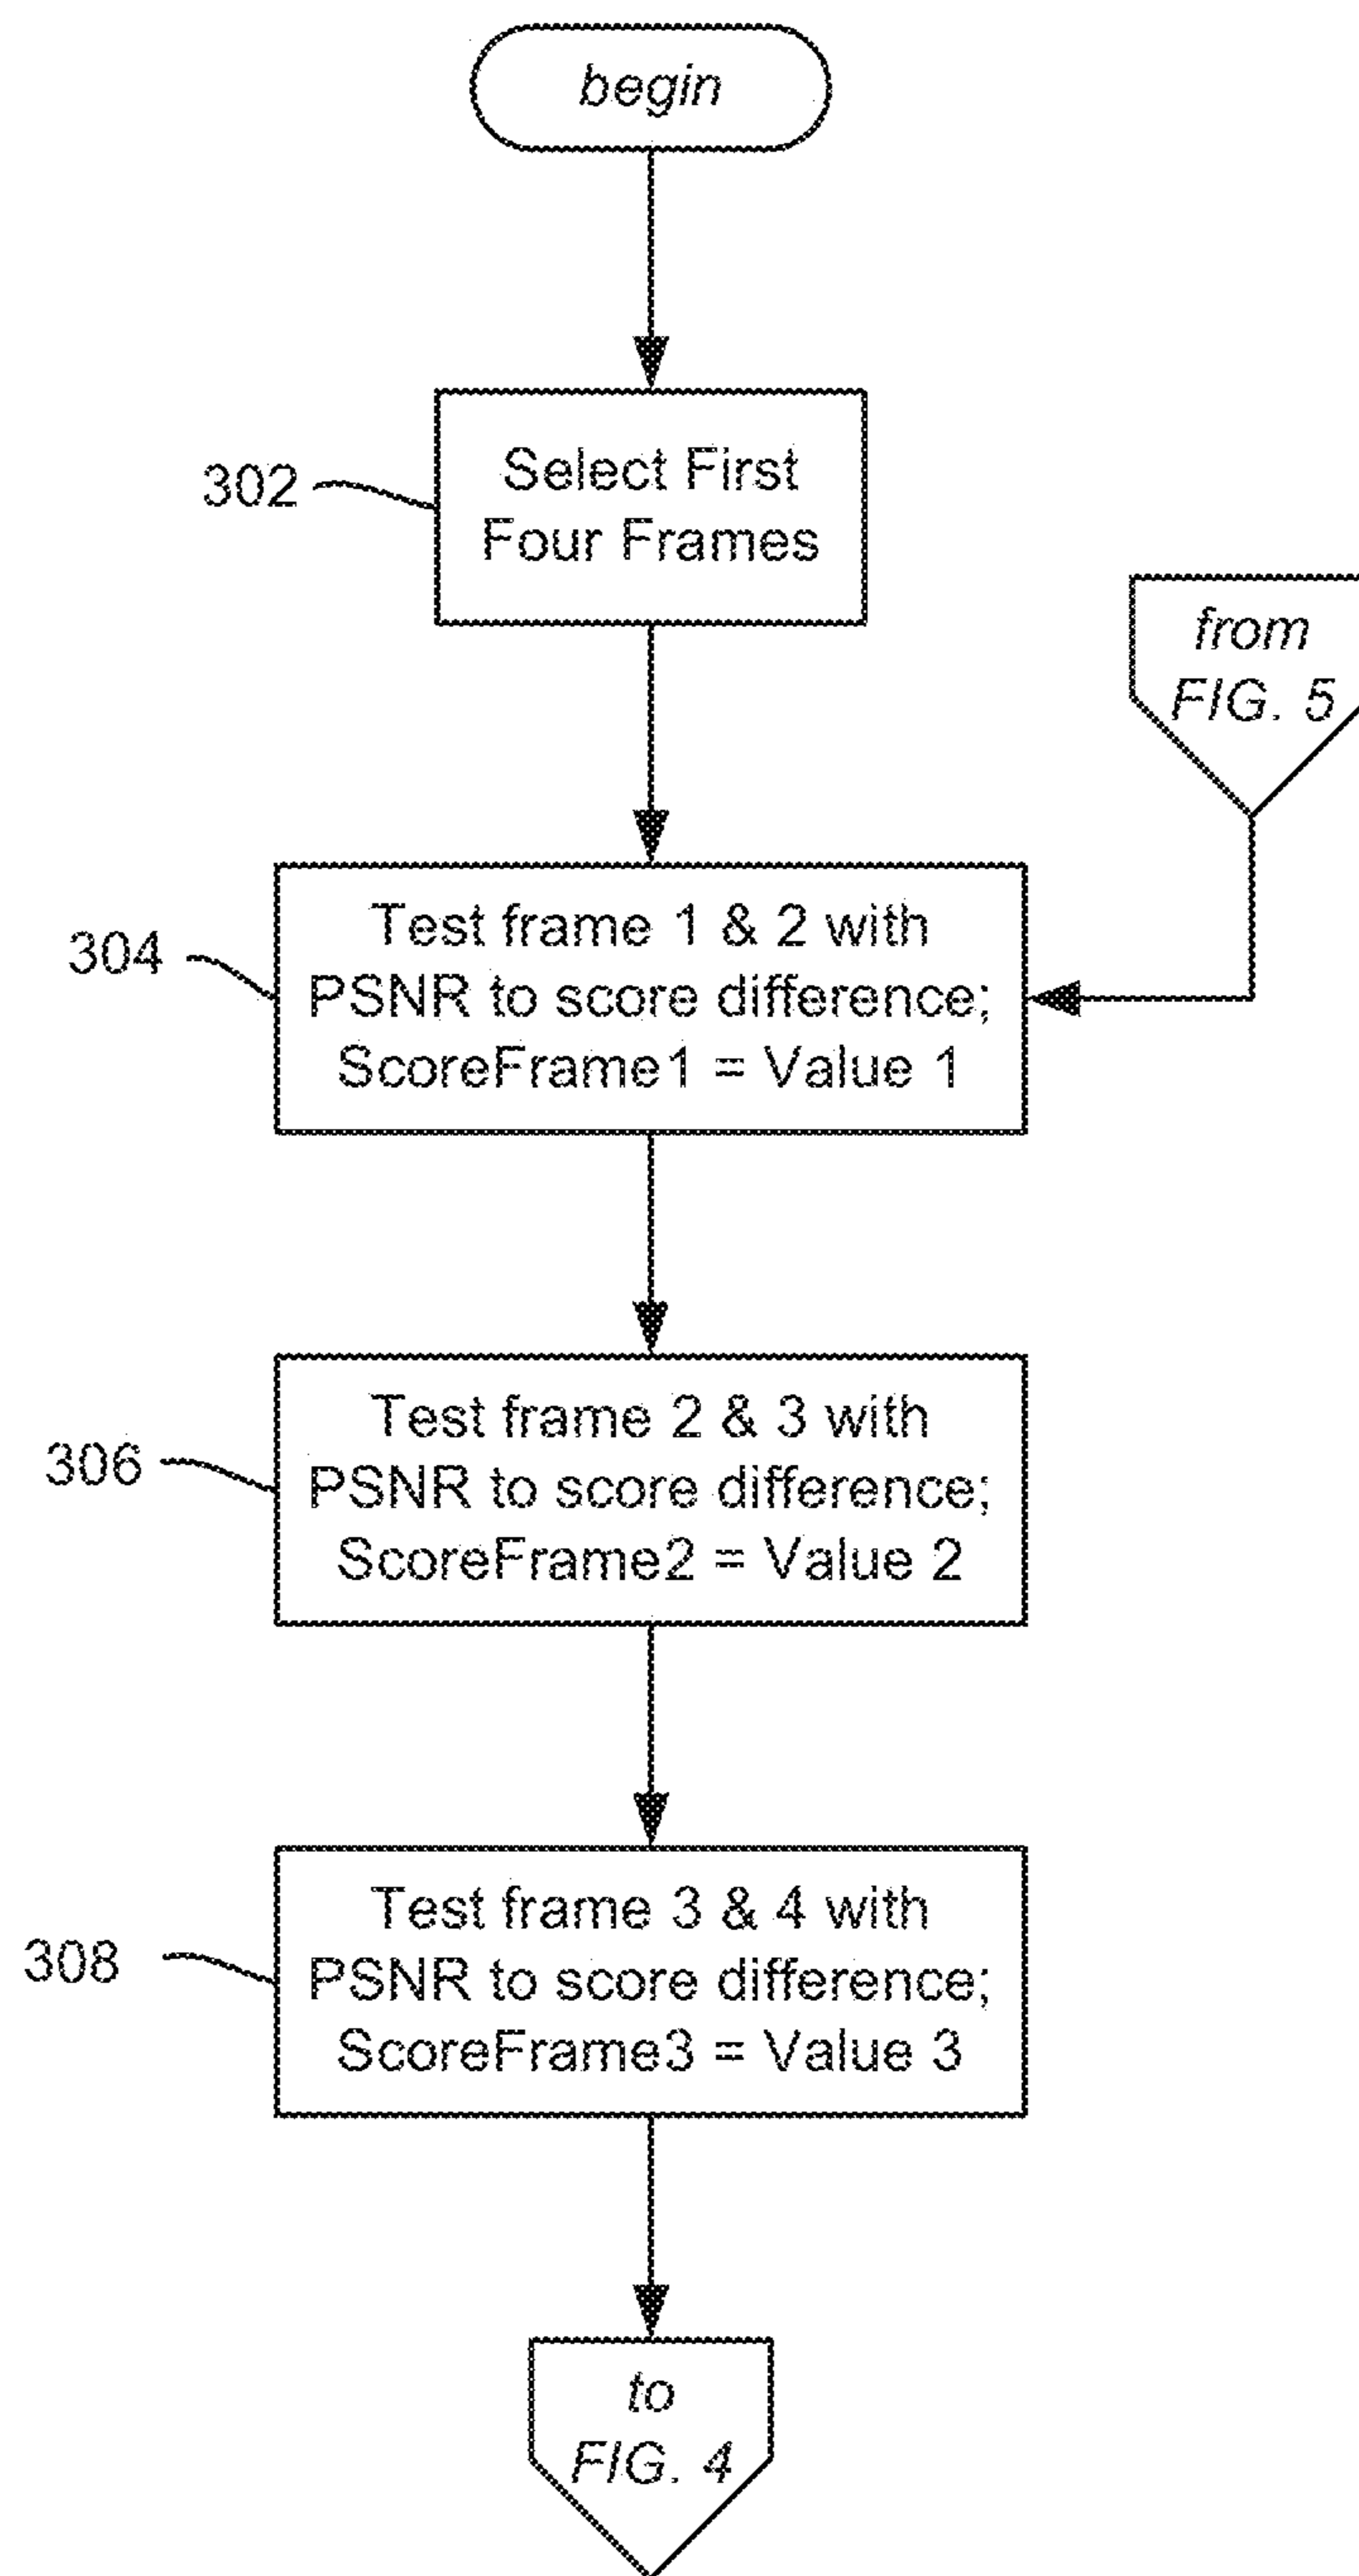 begin
302
Select First
Four Frames
from
FIG. 5
304
Test frame 1 & 2 with
PSNR to score difference;
ScoreFrame1 = Value 1
306
Test frame 2 & 3 with
PSNR to score difference;
ScoreFrame2 = Value 2
308
Test frame 3 & 4 with
PSNR to score difference;
ScoreFrame3 = Value 3
to
FIG. 4